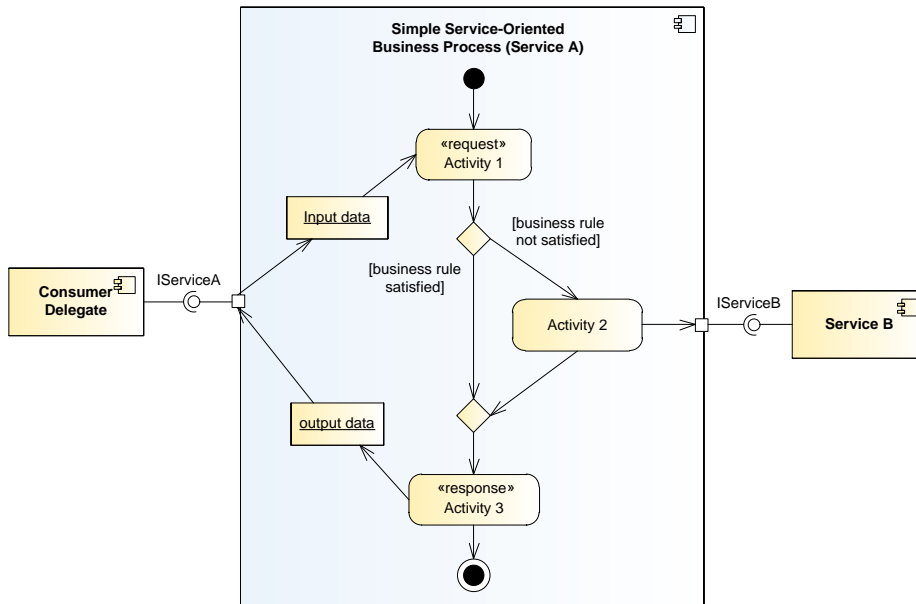 Simple Service-Oriented
Business Process (Service A)
«request»
Activity 1
Input data
[business rule
not satisfied]
[business rule
satisfied]
IServiceA
Consumer
Delegate
Activity 2
IServiceB
Service B
output data
«response»
Activity 3